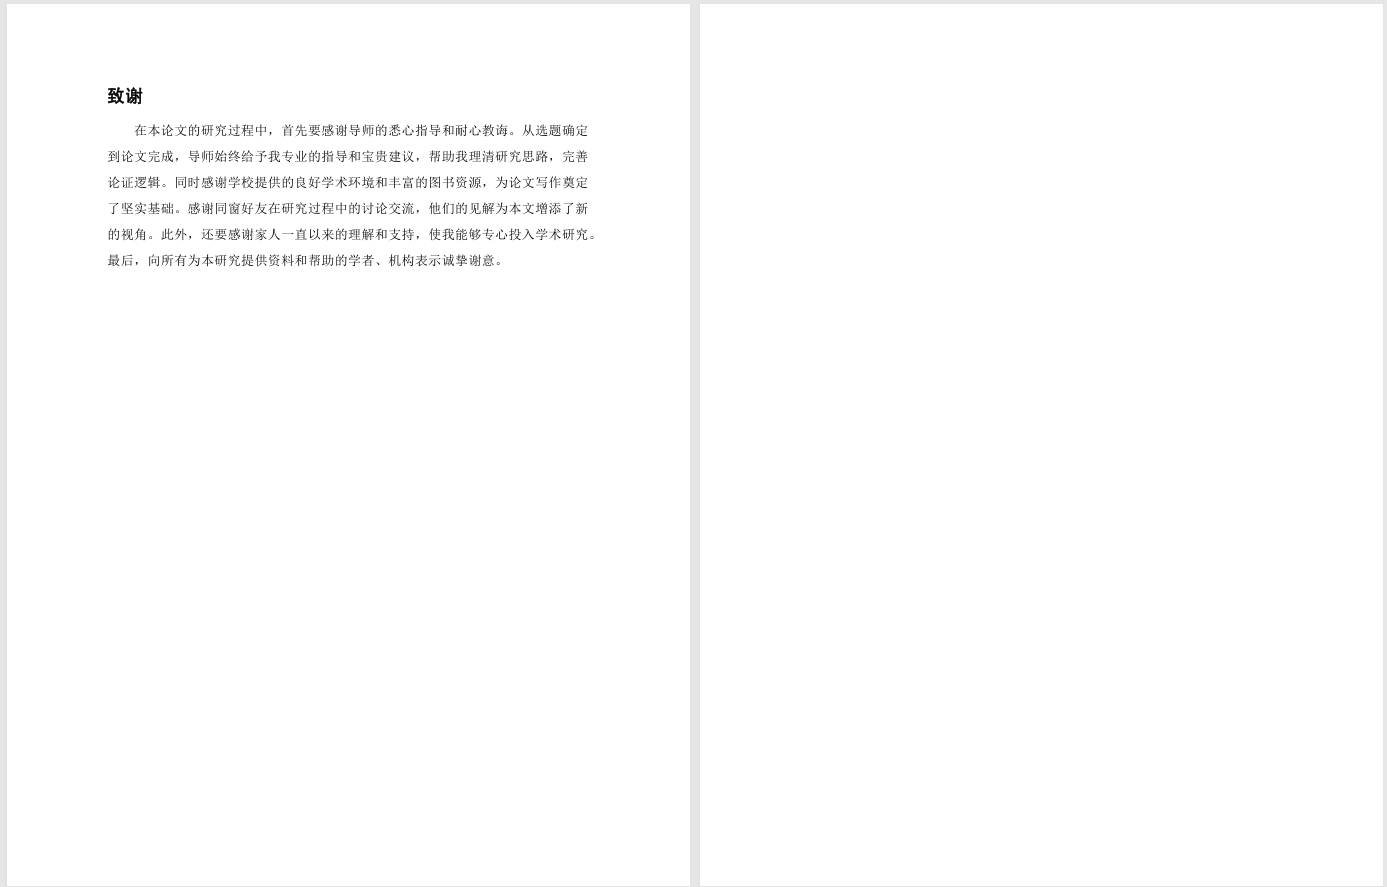 致谢
在本论文的研究过程中，首先要感谢导师的悉心指导和耐心教诲。从选题确定
到论文完成，导师始终给予我专业的指导和宝贵建议，帮助我理清研究思路，完善
论证逻辑。同时感谢学校提供的良好学术环境和丰富的图书资源，为论文写作奠定
了坚实基础。感谢同窗好友在研究过程中的讨论交流，他们的见解为本文增添了新
的视角。此外，还要感谢家人一直以来的理解和支持，使我能够专心投入学术研究。
最后，向所有为本研究提供资料和帮助的学者、机构表示诚挚谢意。